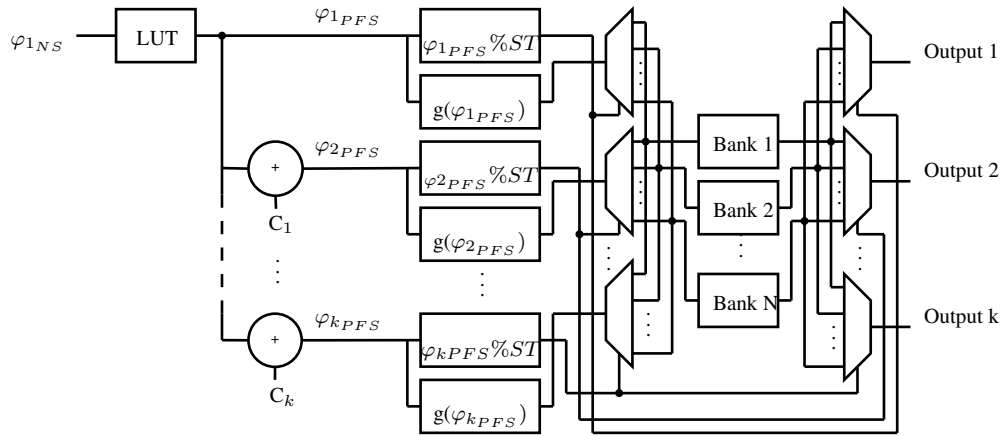 φ1NS
LUT
φ1PFS
φ1PFS%ST
g(φ1PFS)
Output 1
+
C1
φ2PFS
φ2PFS%ST
g(φ2PFS)
Bank 1
Bank 2
Bank N
Output 2
+
Ck
φkPFS
φkPFS%ST
g(φkPFS)
Output k